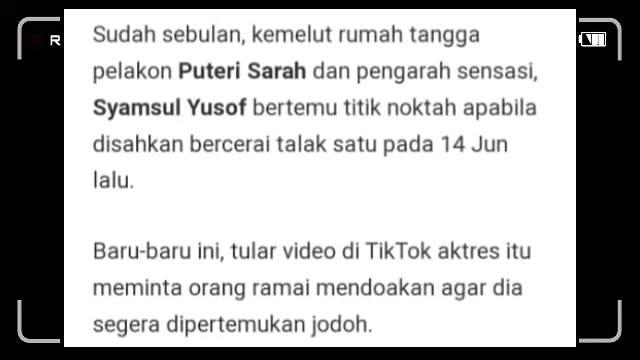 R
Sudah sebulan, kemelut rumah tangga
pelakon Puteri Sarah dan pengarah sensasi,
Syamsul Yusof bertemu titik noktah apabila
disahkan bercerai talak satu pada 14 Jun
lalu.
Baru-baru ini, tular video di TikTok aktres itu
meminta orang ramai mendoakan agar dia
segera dipertemukan jodoh.